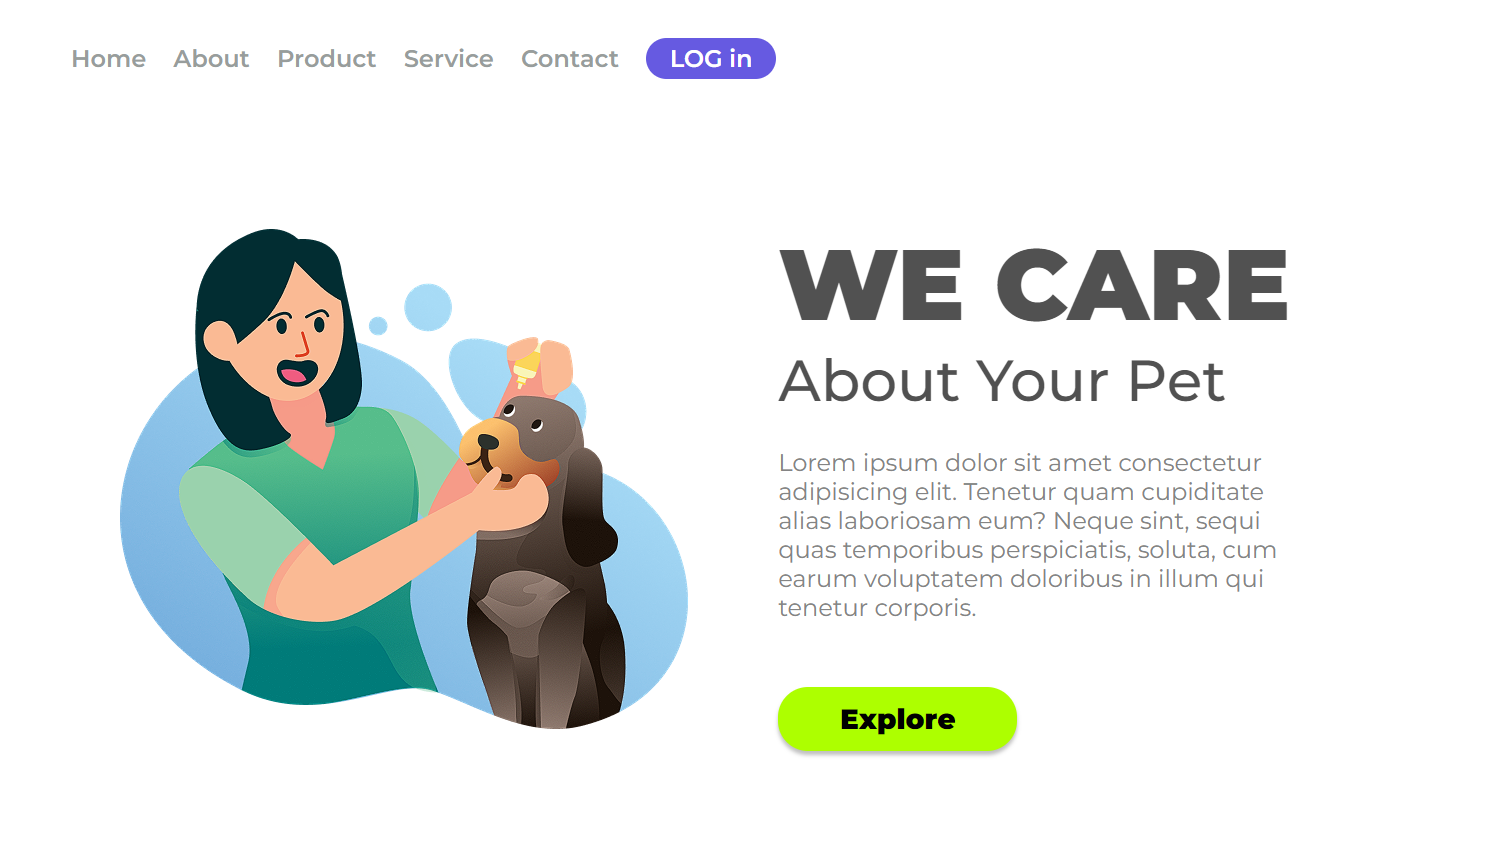 Home About Product Service Contact LOG in
WE CARE
About Your Pet
Lorem ipsum dolor sit amet consectetur
adipisicing elit. Tenetur quam cupiditate
alias laboriosam eum? Neque sint, sequi
quas temporibus perspiciatis, soluta, cum
earum voluptatem doloribus in illum qui
tenetur corporis.
Explore